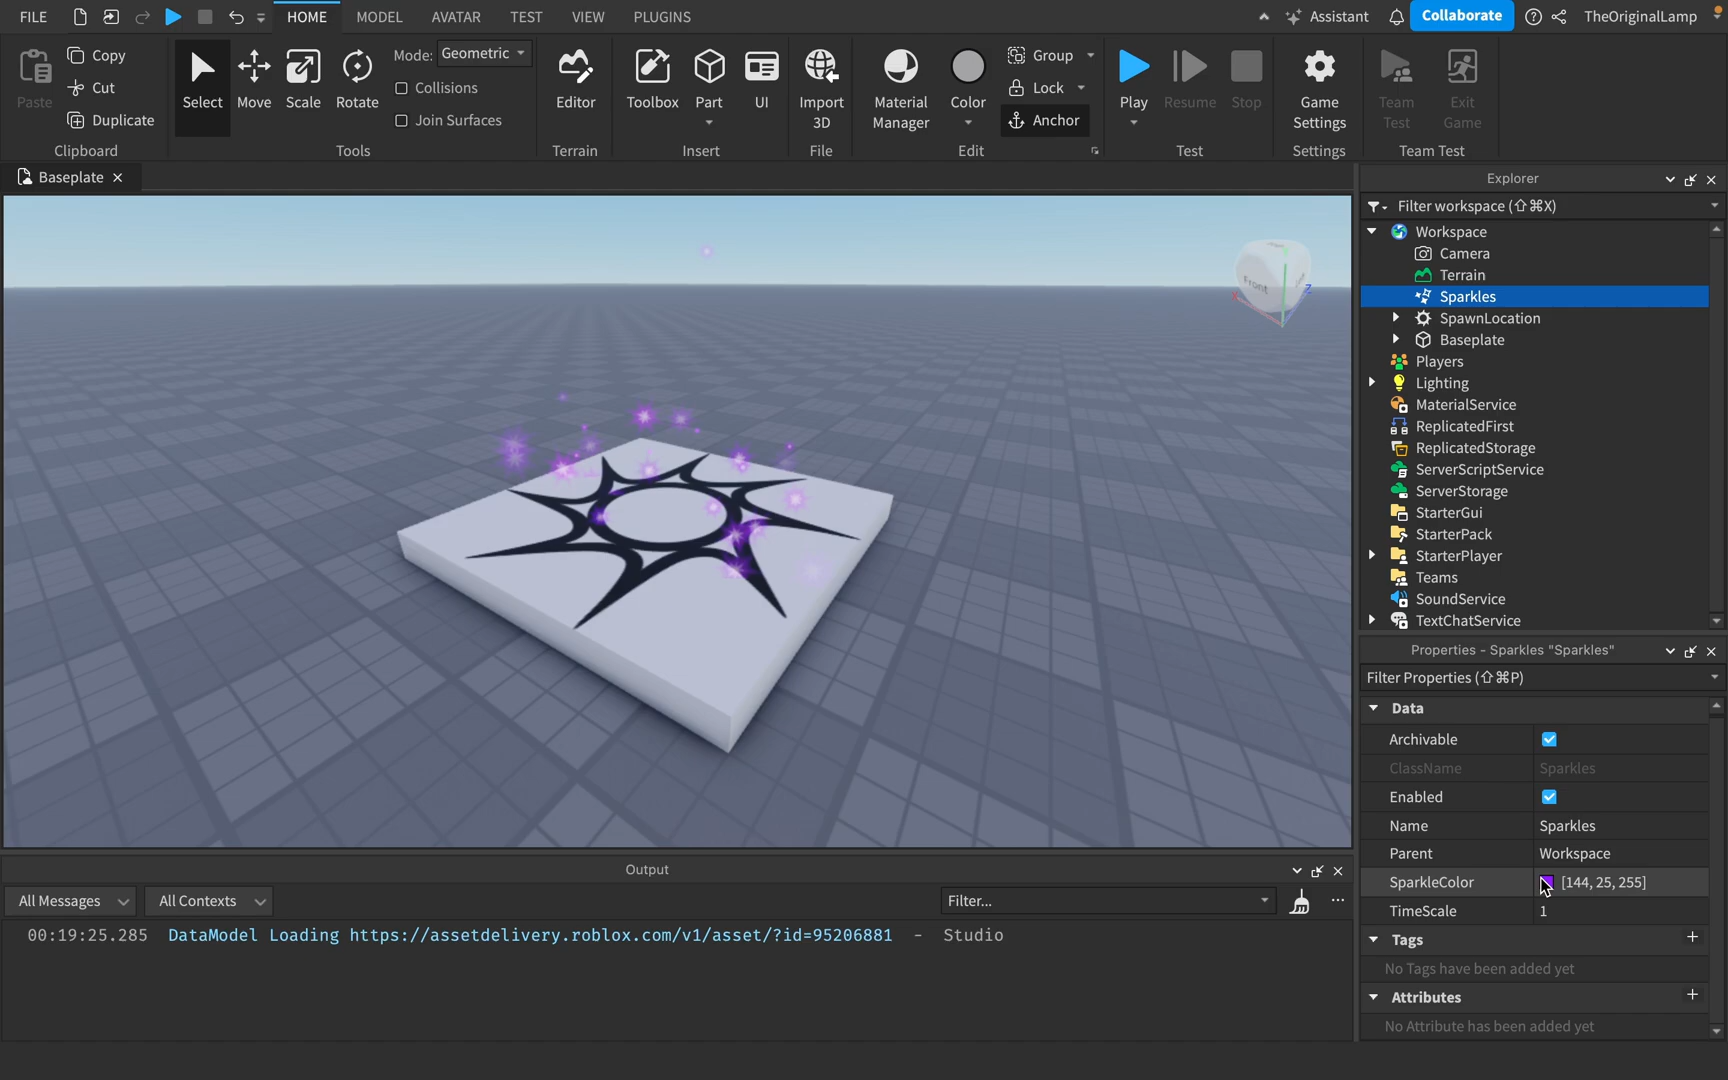 FILE HOME MODEL AVATAR TEST VIEW PLUGINS Assistant Collaborate TheOriginalLamp
Paste Copy Cut Duplicate
Clipboard
Select Move Scale Rotate
Mode: Geometric
Collisions
Join Surfaces
Tools
Editor
Terrain
Toolbox Part UI
Insert
Import
3D
File
Material
Manager
Color
Group
Lock
Anchor
Edit
Play Resume Stop
Test
Game
Settings
Settings
Team
Test
Exit
Game
Team Test
Baseplate
Front
Explorer
Filter workspace (⇧⌘X)
Workspace
Camera
Terrain
Sparkles
SpawnLocation
Baseplate
Players
Lighting
MaterialService
ReplicatedFirst
ReplicatedStorage
ServerScriptService
ServerStorage
StarterGui
StarterPack
StarterPlayer
Teams
SoundService
TextChatService
Properties - Sparkles "Sparkles"
Filter Properties (⇧⌘P)
Data
Archivable
ClassName Sparkles
Enabled
Name Sparkles
Parent Workspace
SparkleColor [144, 25, 255]
TimeScale 1
Tags
No Tags have been added yet
Attributes
No Attribute has been added yet
Output
All Messages All Contexts Filter...
00:19:25.285 DataModel Loading https://assetdelivery.roblox.com/v1/asset/?id=95206881 - Studio